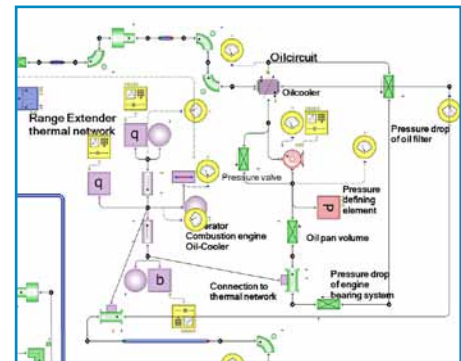 Oilcircuit
Oilcooler
Range Extender
thermal network
q
Pressure drop
of oil filter
Pressure valve
q
Pressure
defining
element
P
erator
Combustion engine
Oil-Cooler
Oil pan volume
b
Connection to
thermal network
Pressure drop
of engine
bearing system